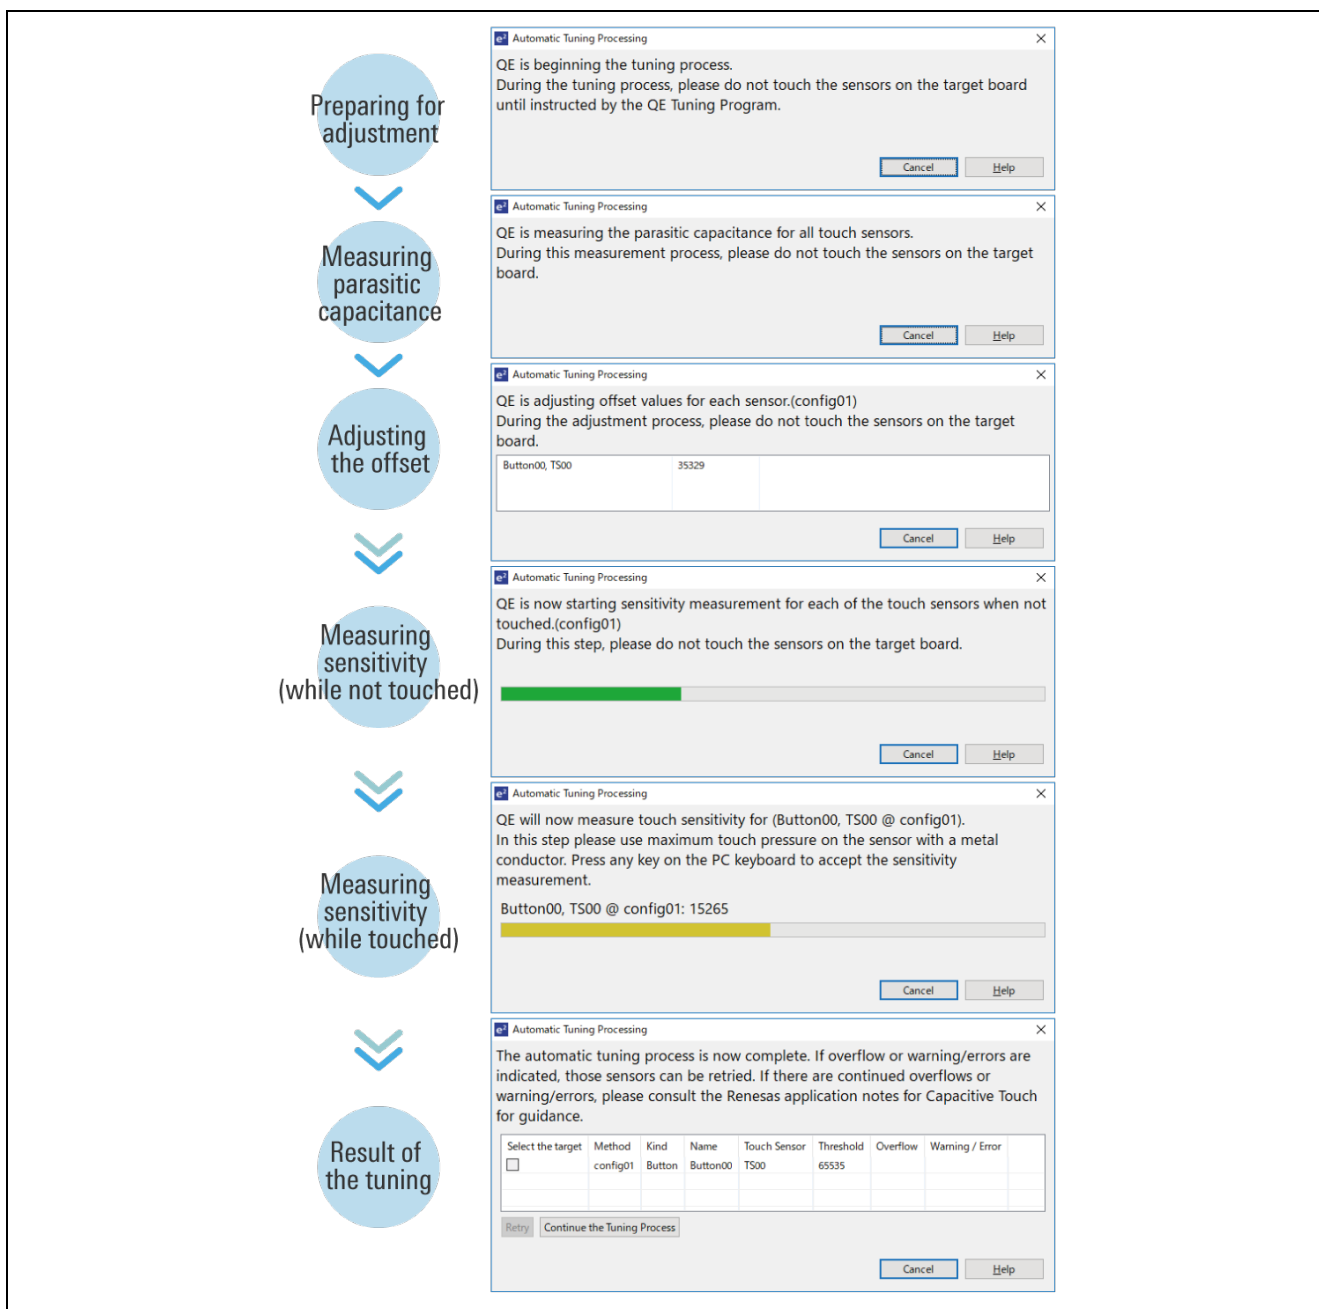 Preparing for
adjustment
e² Automatic Tuning Processing
QE is beginning the tuning process.
During the tuning process, please do not touch the sensors on the target board
until instructed by the QE Tuning Program.
Cancel Help
Measuring
parasitic
capacitance
e² Automatic Tuning Processing
QE is measuring the parasitic capacitance for all touch sensors.
During this measurement process, please do not touch the sensors on the target
board.
Cancel Help
Adjusting
the offset
e² Automatic Tuning Processing
QE is adjusting offset values for each sensor.(config01)
During the adjustment process, please do not touch the sensors on the target
board.
Button00, TS00 35329
Cancel Help
Measuring
sensitivity
(while not touched)
e² Automatic Tuning Processing
QE is now starting sensitivity measurement for each of the touch sensors when not
touched.(config01)
During this step, please do not touch the sensors on the target board.
Cancel Help
Measuring
sensitivity
(while touched)
e² Automatic Tuning Processing
QE will now measure touch sensitivity for (Button00, TS00 @ config01).
In this step please use maximum touch pressure on the sensor with a metal
conductor. Press any key on the PC keyboard to accept the sensitivity
measurement.
Button00, TS00 @ config01: 15265
Cancel Help
Result of
the tuning
e² Automatic Tuning Processing
The automatic tuning process is now complete. If overflow or warning/errors are
indicated, those sensors can be retried. If there are continued overflows or
warning/errors, please consult the Renesas application notes for Capacitive Touch
for guidance.
Select the target Method Kind Name Touch Sensor Threshold Overflow Warning / Error
config01 Button Button00 TS00 65535
Retry Continue the Tuning Process
Cancel Help